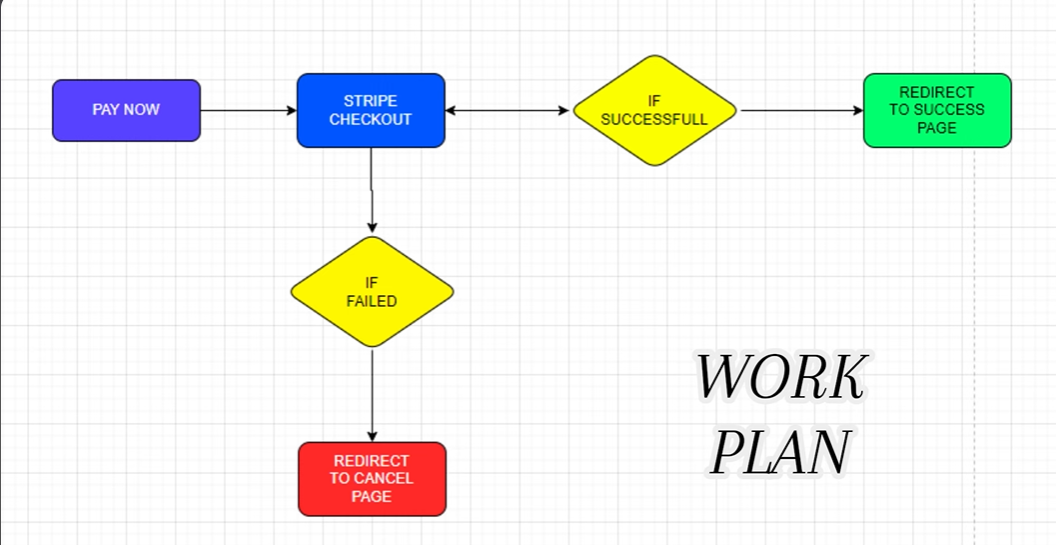 PAY NOW
STRIPE
CHECKOUT
IF
SUCCESSFULL
REDIRECT
TO SUCCESS
PAGE
IF
FAILED
WORK
PLAN
REDIRECT
TO CANCEL
PAGE